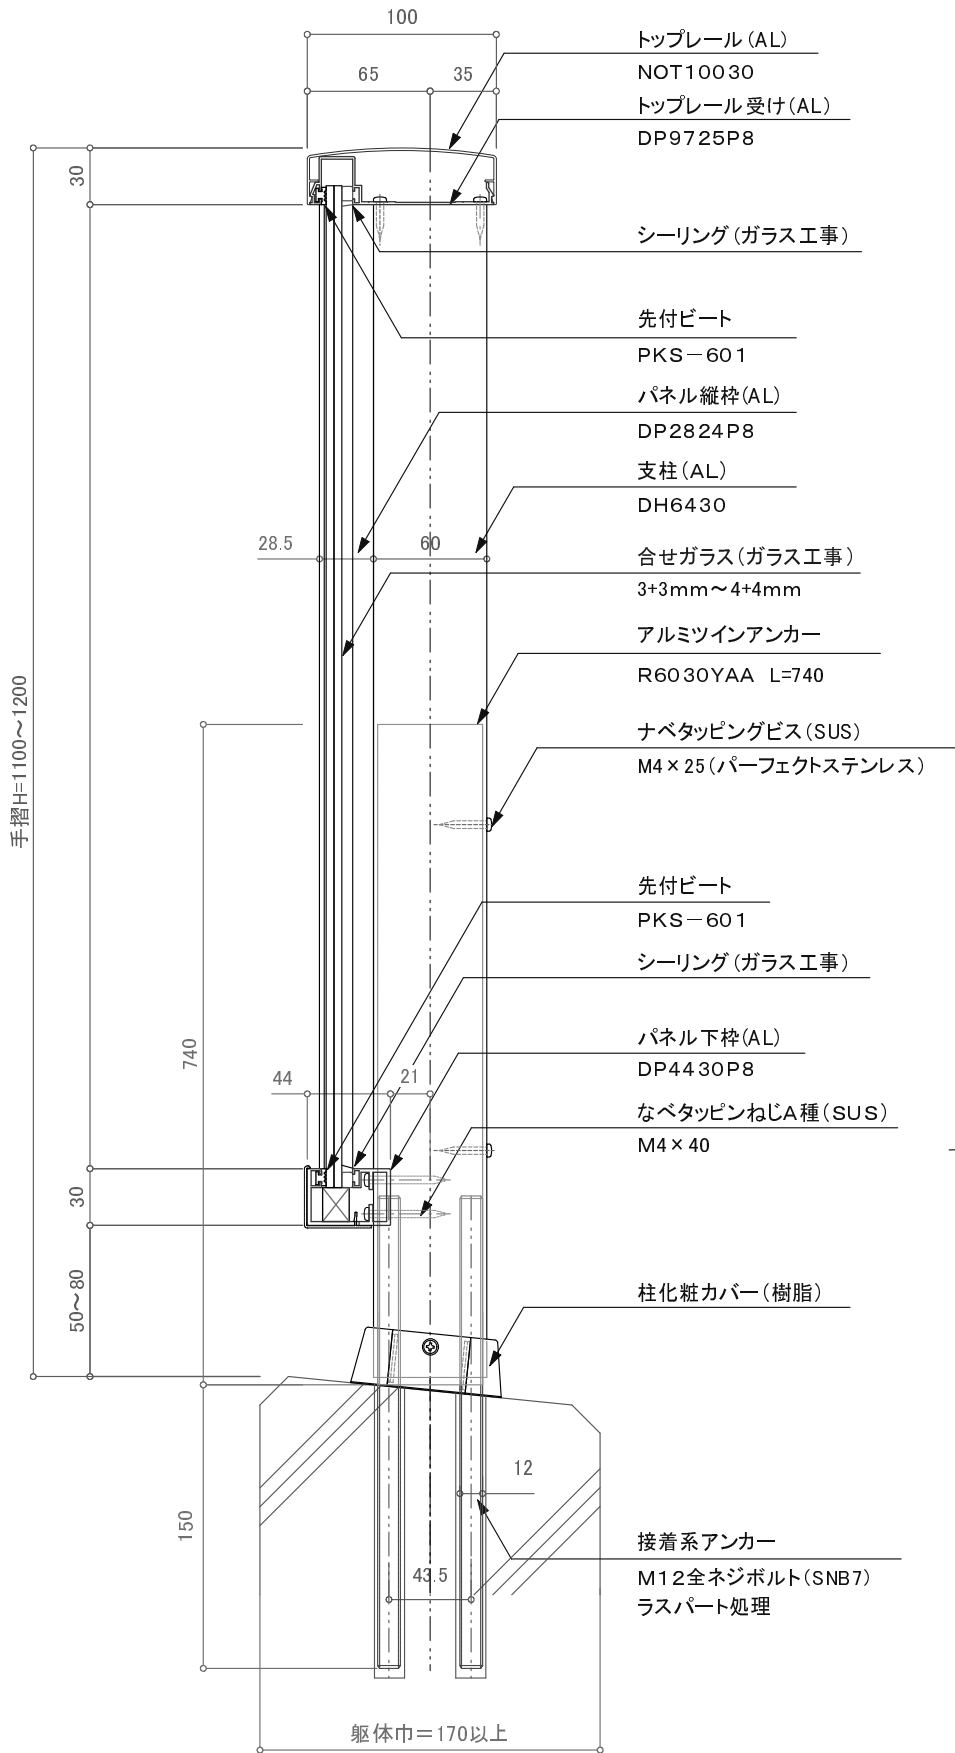 100
65
35
30
トップレール(AL)
NOT10030
トップレール受け(AL)
DP9725P8
シーリング(ガラス工事)
先付ビート
PKS-601
パネル縦枠(AL)
DP2824P8
支柱(AL)
DH6430
28.5
60
合せガラス(ガラス工事)
3+3mm~4+4mm
アルミツインアンカー
R6030YAA L=740
手摺H=1100~1200
ナベタッピングビス(SUS)
M4×25(パーフェクトステンレス)
先付ビート
PKS-601
シーリング(ガラス工事)
740
パネル下枠(AL)
DP4430P8
44
21
なベタッピンねじA種(SUS)
M4×40
30
50~80
柱化粧カバー(樹脂)
12
150
接着系アンカー
M12全ネジボルト(SNB7)
ラスパート処理
43.5
躯体巾=170以上